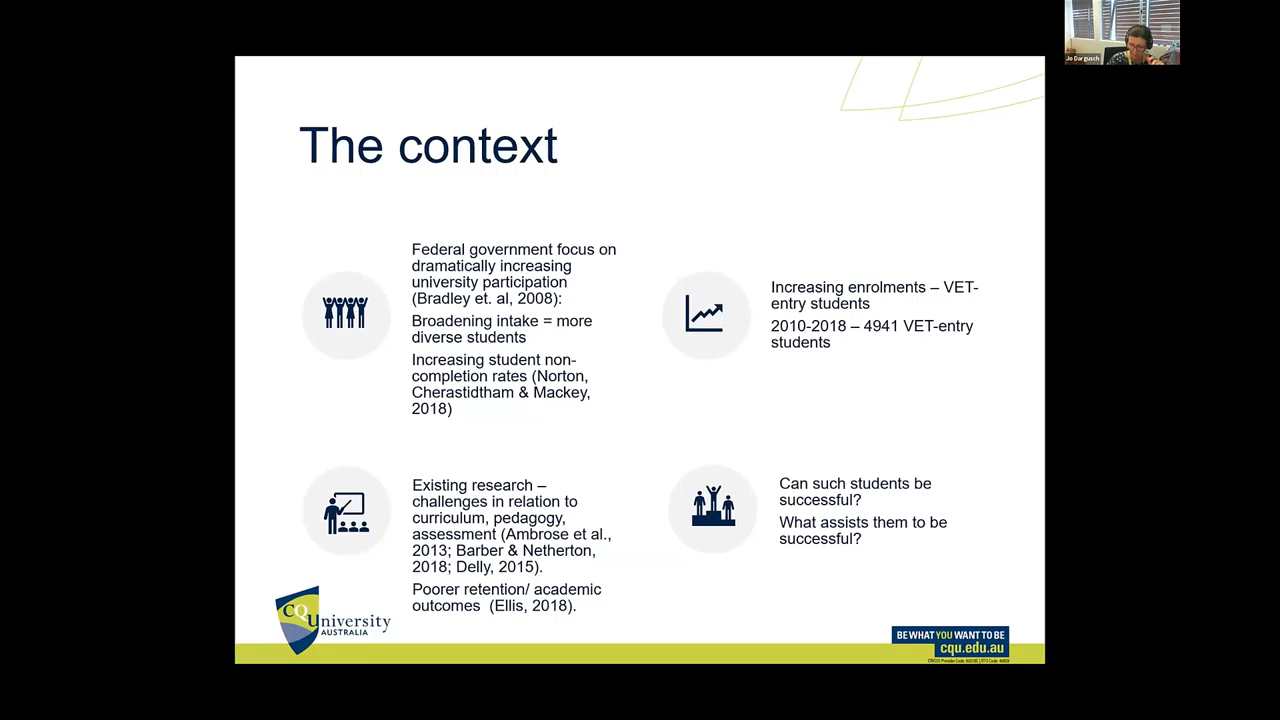 Jo Dargusch
The context
Federal government focus on
dramatically increasing
university participation
(Bradley et. al, 2008):
Broadening intake = more
diverse students
Increasing student non-
completion rates (Norton,
Cherastidtham & Mackey,
2018)
Increasing enrolments – VET-
entry students
2010-2018 – 4941 VET-entry
students
Existing research –
challenges in relation to
curriculum, pedagogy,
assessment (Ambrose et al.,
2013; Barber & Netherton,
2018; Delly, 2015).
Poorer retention/ academic
outcomes (Ellis, 2018).
Can such students be
successful?
What assists them to be
successful?
CQUniversity
AUSTRALIA
BE WHAT YOU WANT TO BE
cqu.edu.au